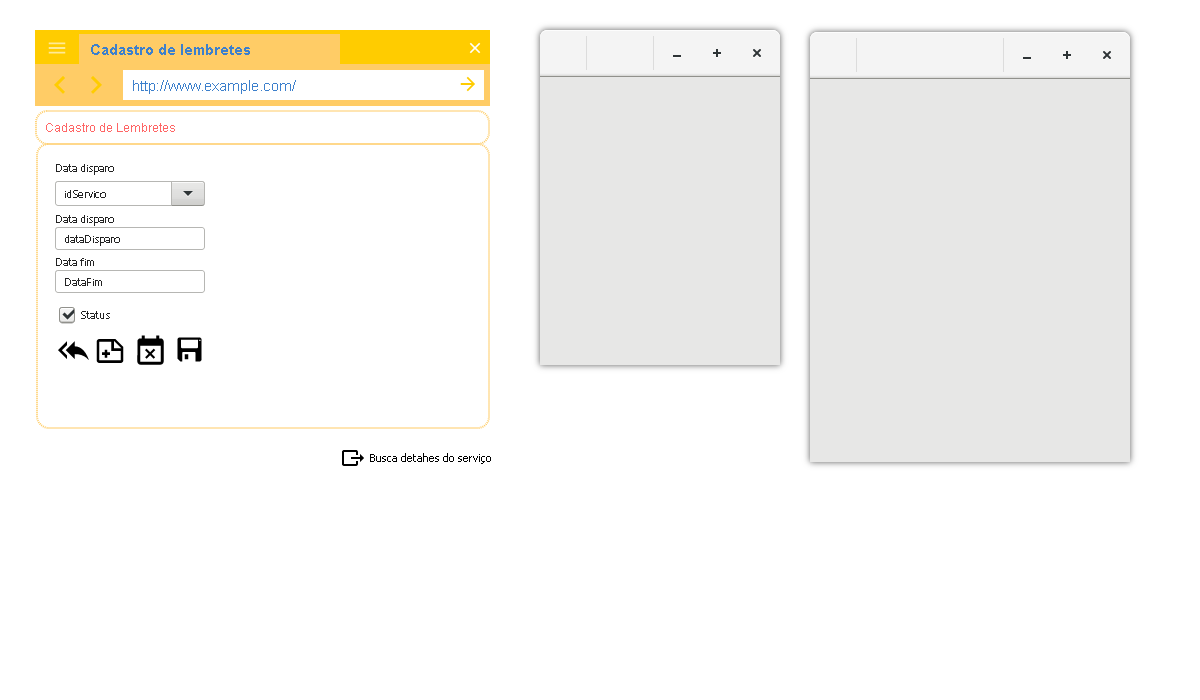 Cadastro de lembretes
http://www.example.com/
Cadastro de Lembretes
Data disparo
idServico
Data disparo
dataDisparo
Data fim
DataFim
Status
Busca detahes do serviço